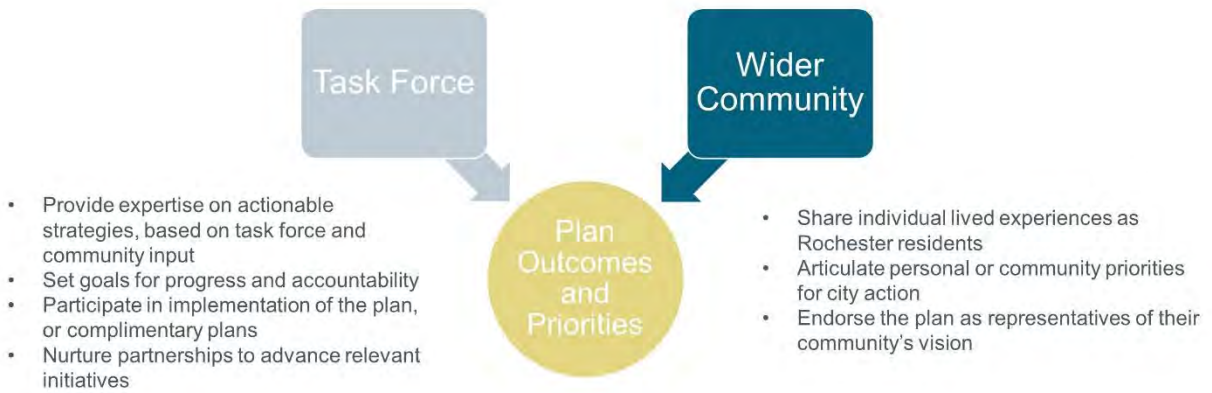 Task Force
Wider
Community
Plan
Outcomes
and
Priorities
• Provide expertise on actionable
strategies, based on task force and
community input
• Set goals for progress and accountability
• Participate in implementation of the plan,
or complimentary plans
• Nurture partnerships to advance relevant
initiatives
• Share individual lived experiences as
Rochester residents
• Articulate personal or community priorities
for city action
• Endorse the plan as representatives of their
community's vision